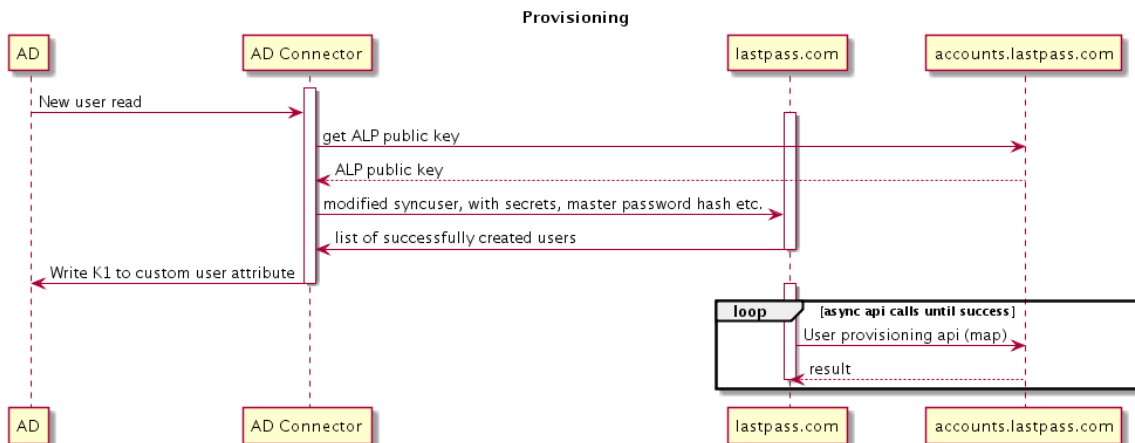 Provisioning
AD
AD Connector
lastpass.com
accounts.lastpass.com
New user read
get ALP public key
ALP public key
modified syncuser, with secrets, master password hash etc.
list of successfully created users
Write K1 to custom user attribute
loop
[async api calls until success]
User provisioning api (map)
result
AD
AD Connector
lastpass.com
accounts.lastpass.com